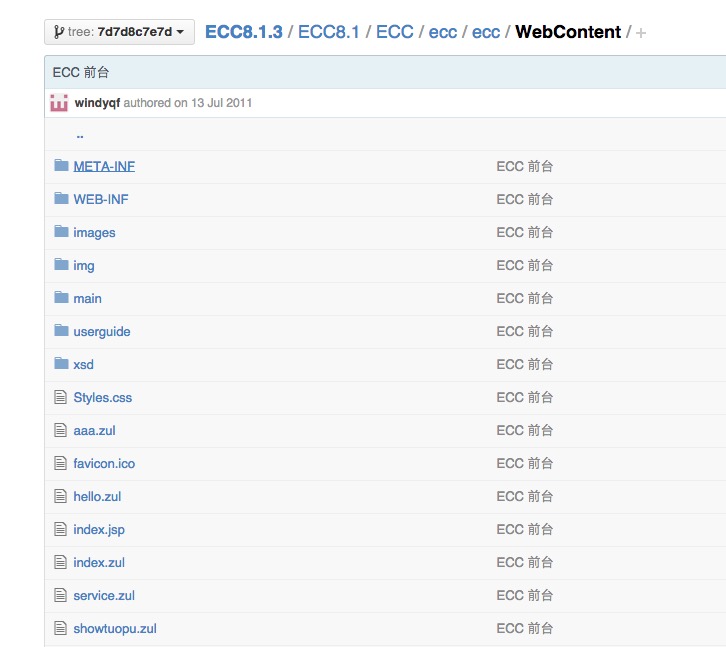 tree: 7d7d8c7e7d ECC8.1.3 / ECC8.1 / ECC / ecc / ecc / WebContent / +
ECC 前台
windyqf authored on 13 Jul 2011
..
META-INF ECC 前台
WEB-INF ECC 前台
images ECC 前台
img ECC 前台
main ECC 前台
userguide ECC 前台
xsd ECC 前台
Styles.css ECC 前台
aaa.zul ECC 前台
favicon.ico ECC 前台
hello.zul ECC 前台
index.jsp ECC 前台
index.zul ECC 前台
service.zul ECC 前台
showtuopu.zul ECC 前台